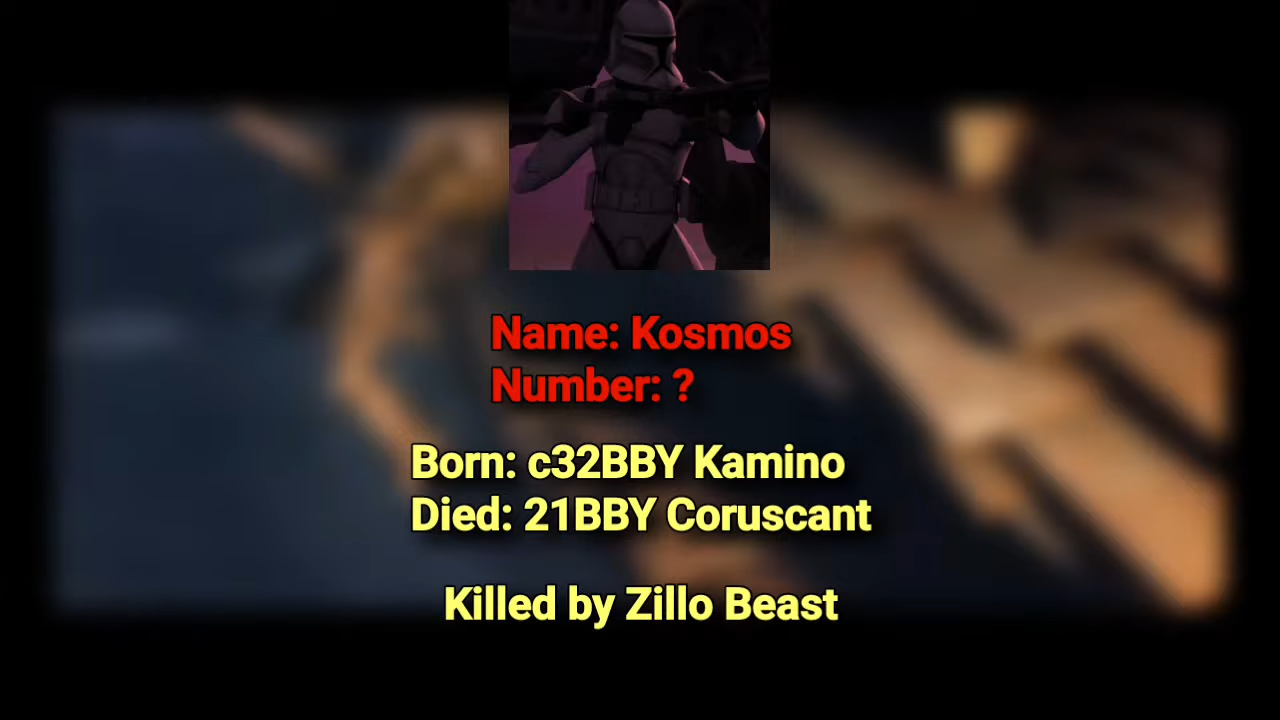 Name: Kosmos
Number: ?
Born: c32BBY Kamino
Died: 21BBY Coruscant
Killed by Zillo Beast